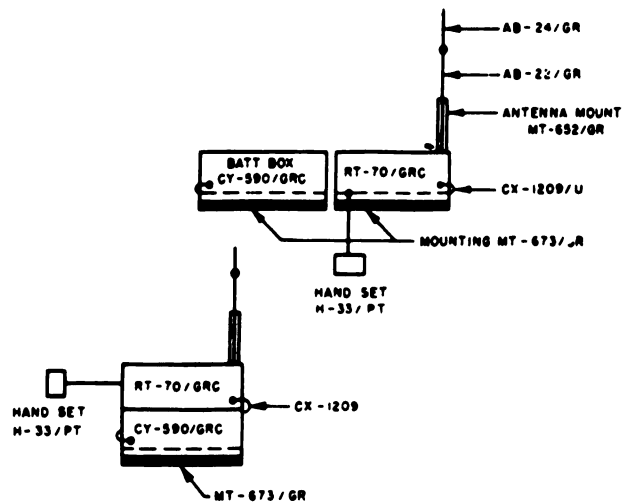 AB-24/GR
AB-22/GR
ANTENNA MOUNT
MT-652/GR
BATT BOX
CY-590/GRC
RT-70/GRC
CX-1209/U
MOUNTING MT-673/GR
HAND SET
H-33/PT
RT-70/GRC
CX-1209
HAND SET
H-33/PT
CY-590/GRC
MT-673/GR